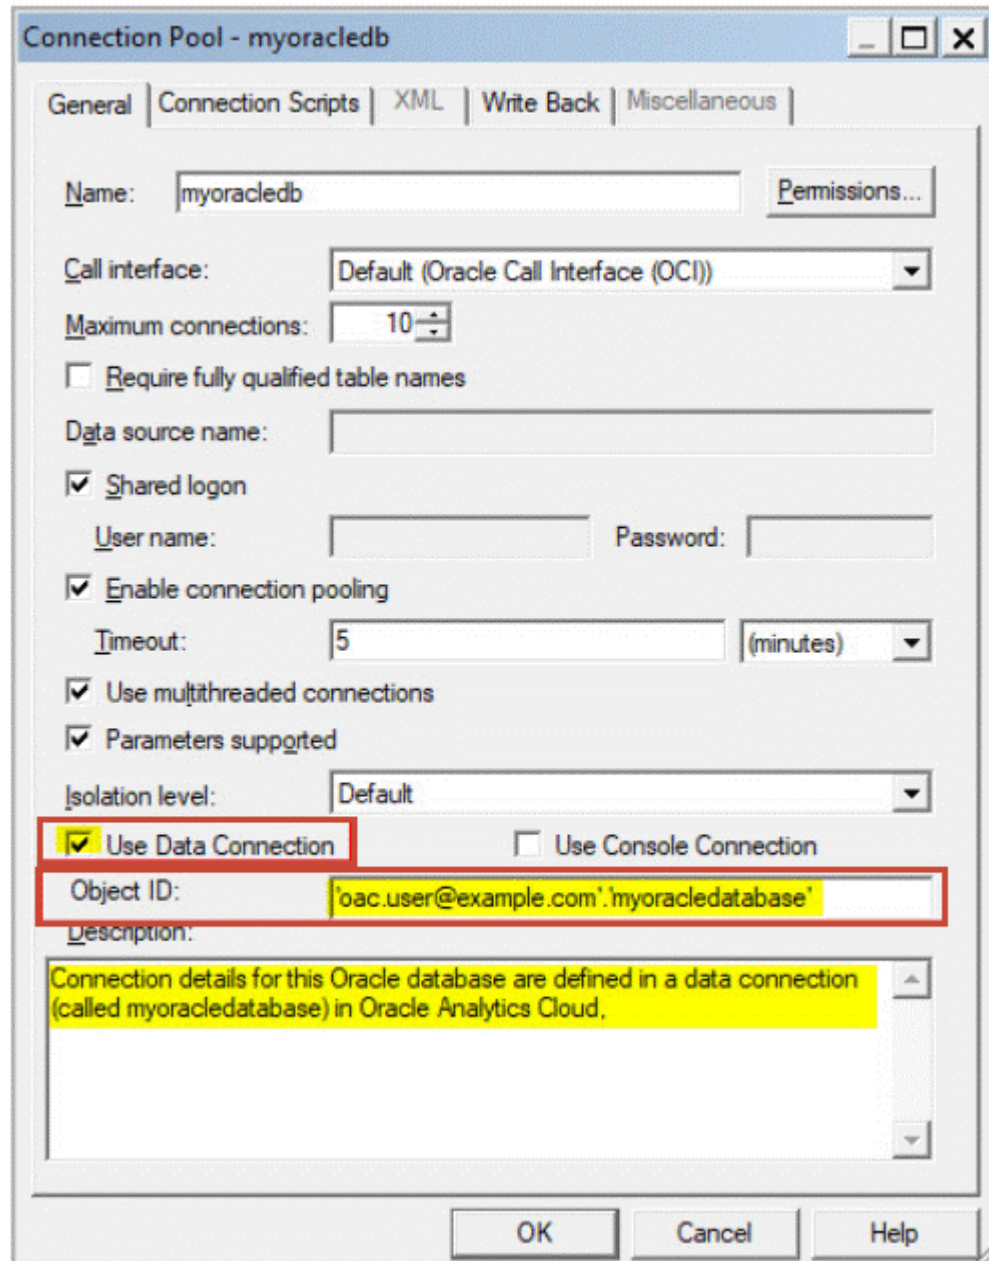 Connection Pool - myoracledb
General Connection Scripts XML Write Back Miscellaneous
Name: myoracledb Permissions...
Call interface: Default (Oracle Call Interface (OCI))
Maximum connections: 10
Require fully qualified table names
Data source name:
Shared logon
User name: Password:
Enable connection pooling
Timeout: 5 (minutes)
Use multithreaded connections
Parameters supported
Isolation level: Default
Use Data Connection Use Console Connection
Object ID: 'oac.user@example.com'.'myoracledatabase'
Description:
Connection details for this Oracle database are defined in a data connection
(called myoracledatabase) in Oracle Analytics Cloud,
OK Cancel Help